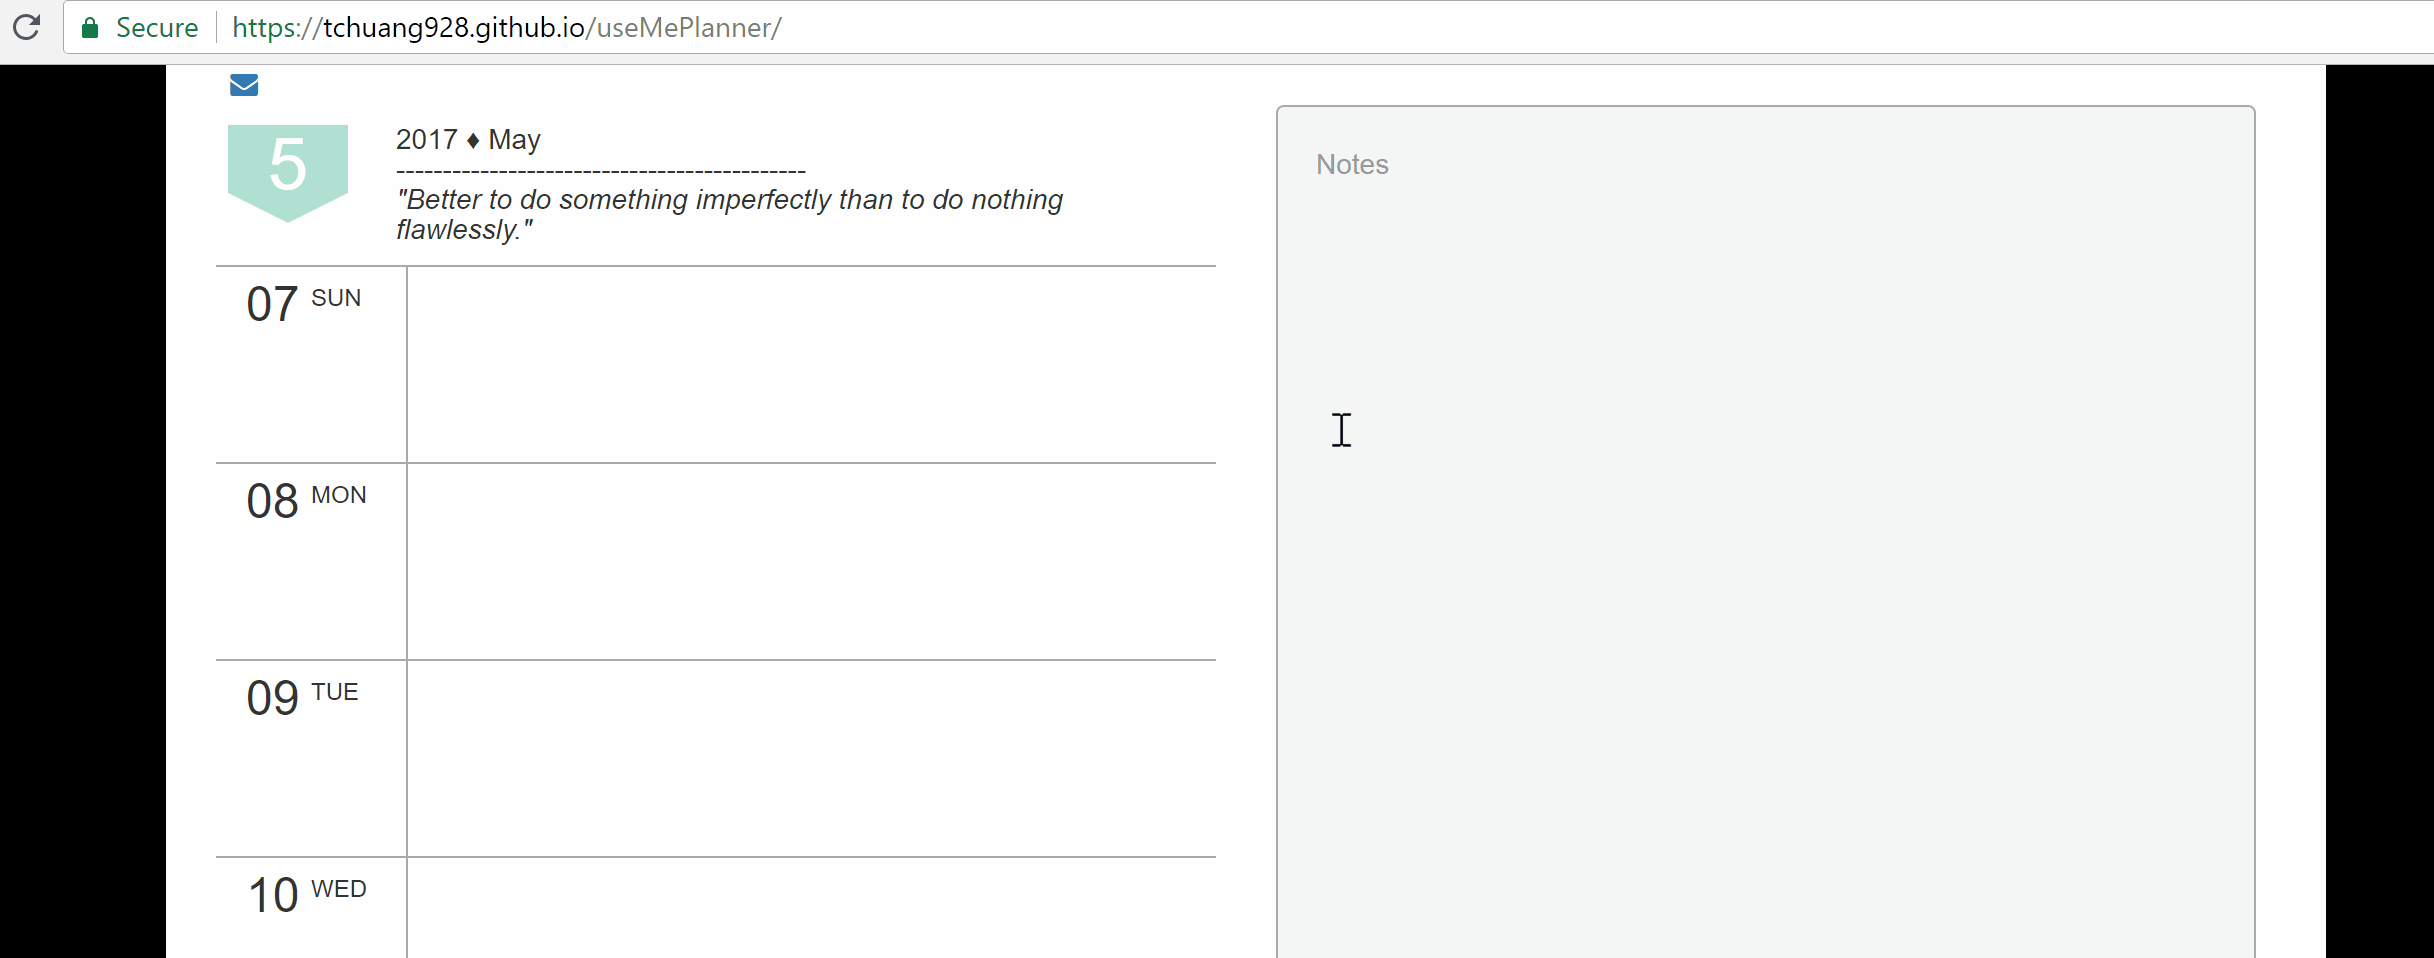 Secure https://tchuang928.github.io/useMePlanner/
5
2017 ♦ May
--------------------------------------------
"Better to do something imperfectly than to do nothing
flawlessly."
07 SUN
08 MON
09 TUE
10 WED
Notes